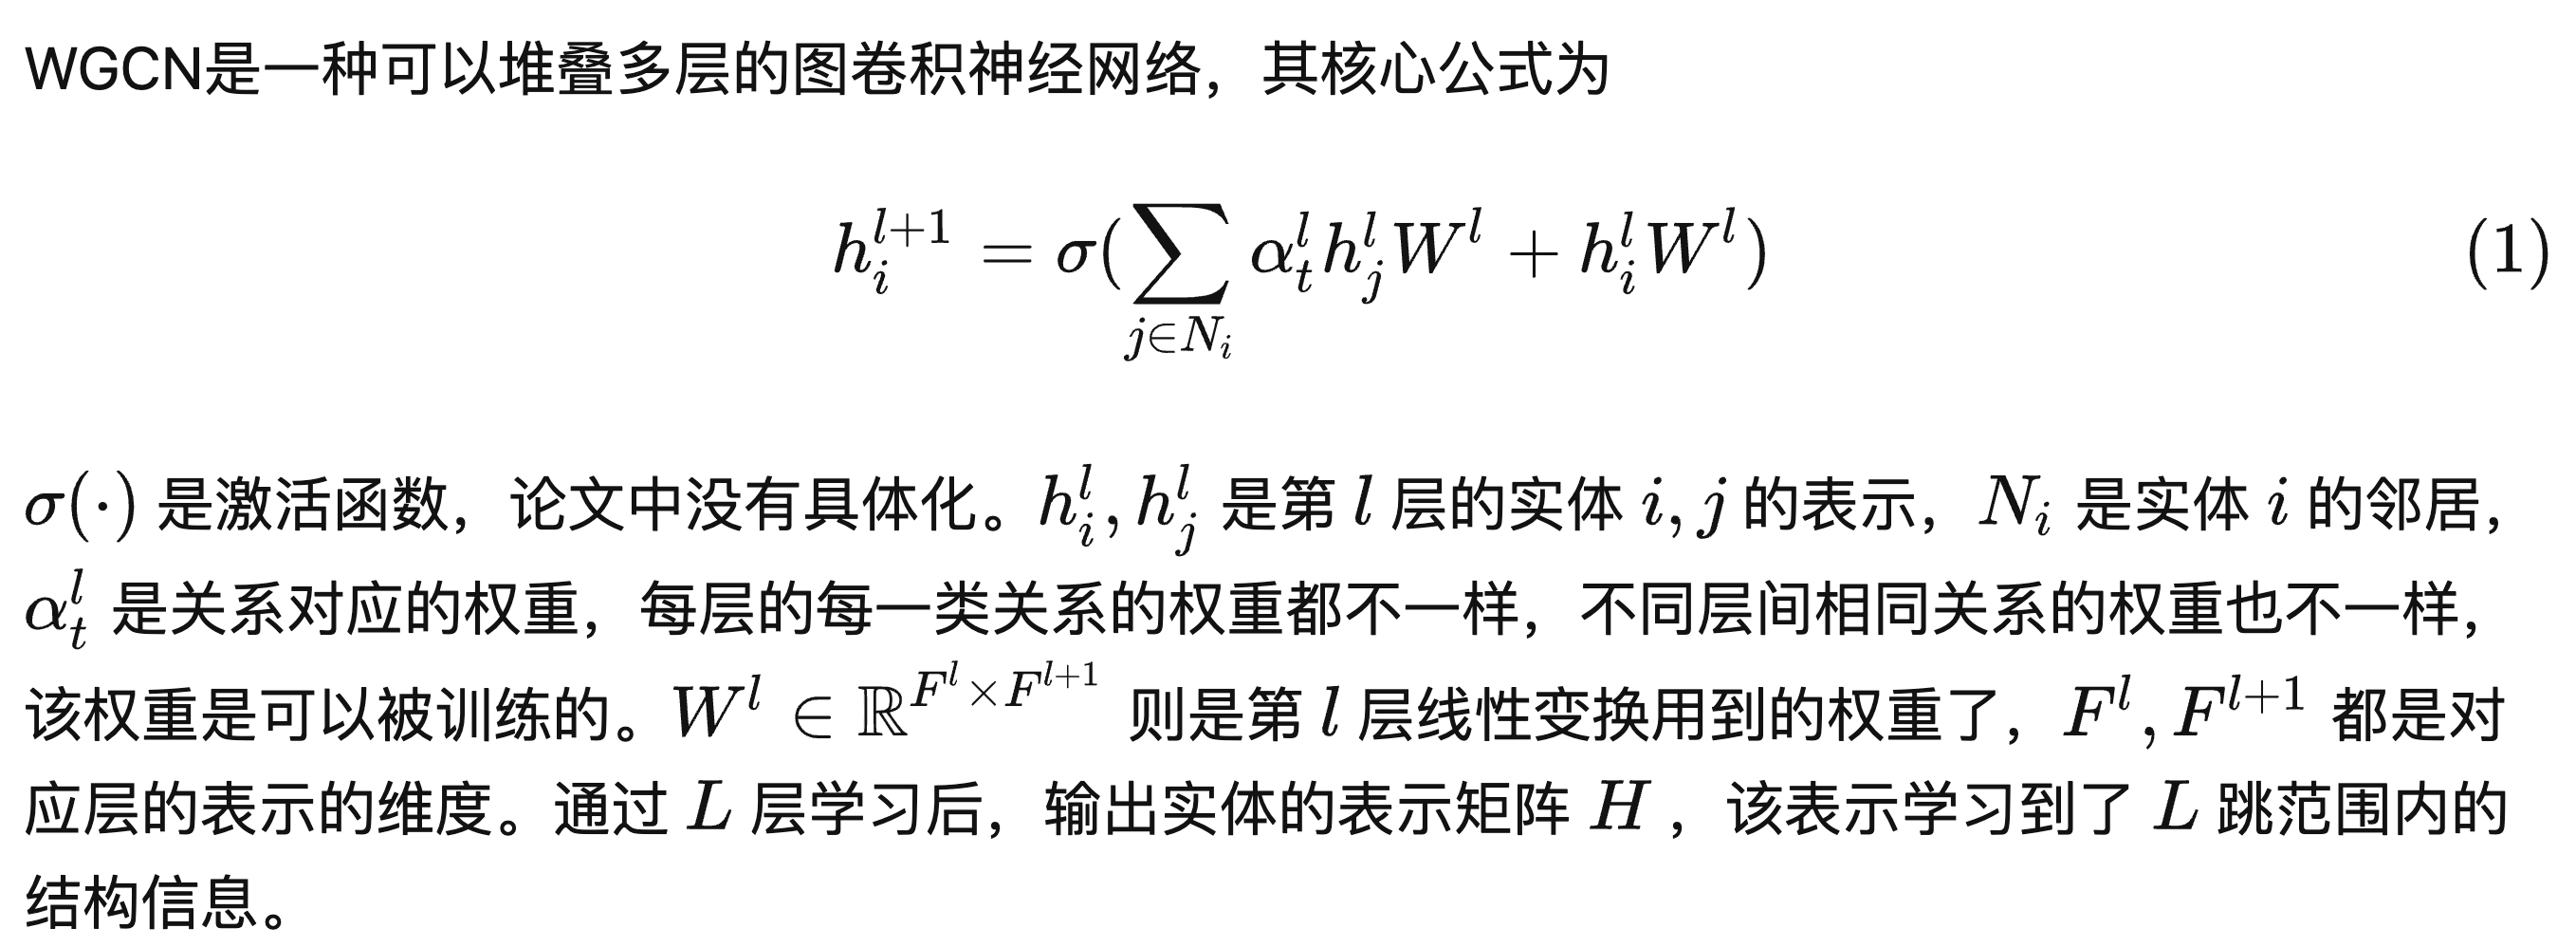 WGCN是一种可以堆叠多层的图卷积神经网络，其核心公式为
$h_i^{l+1} = \sigma(\sum_{j \in N_i} \alpha_t^l h_j^l W^l + h_i^l W^l)$ (1)
$\sigma(\cdot)$ 是激活函数，论文中没有具体化。$h_i^l, h_j^l$ 是第 $l$ 层的实体 $i, j$ 的表示，$N_i$ 是实体 $i$ 的邻居，
$\alpha_t^l$ 是关系对应的权重，每层的每一类关系的权重都不一样，不同层间相同关系的权重也不一样，
该权重是可以被训练的。$W^l \in \mathbb{R}^{F^l \times F^{l+1}}$ 则是第 $l$ 层线性变换用到的权重了，$F^l, F^{l+1}$ 都是对
应层的表示的维度。通过 $L$ 层学习后，输出实体的表示矩阵 $H$ ，该表示学习到了 $L$ 跳范围内的
结构信息。